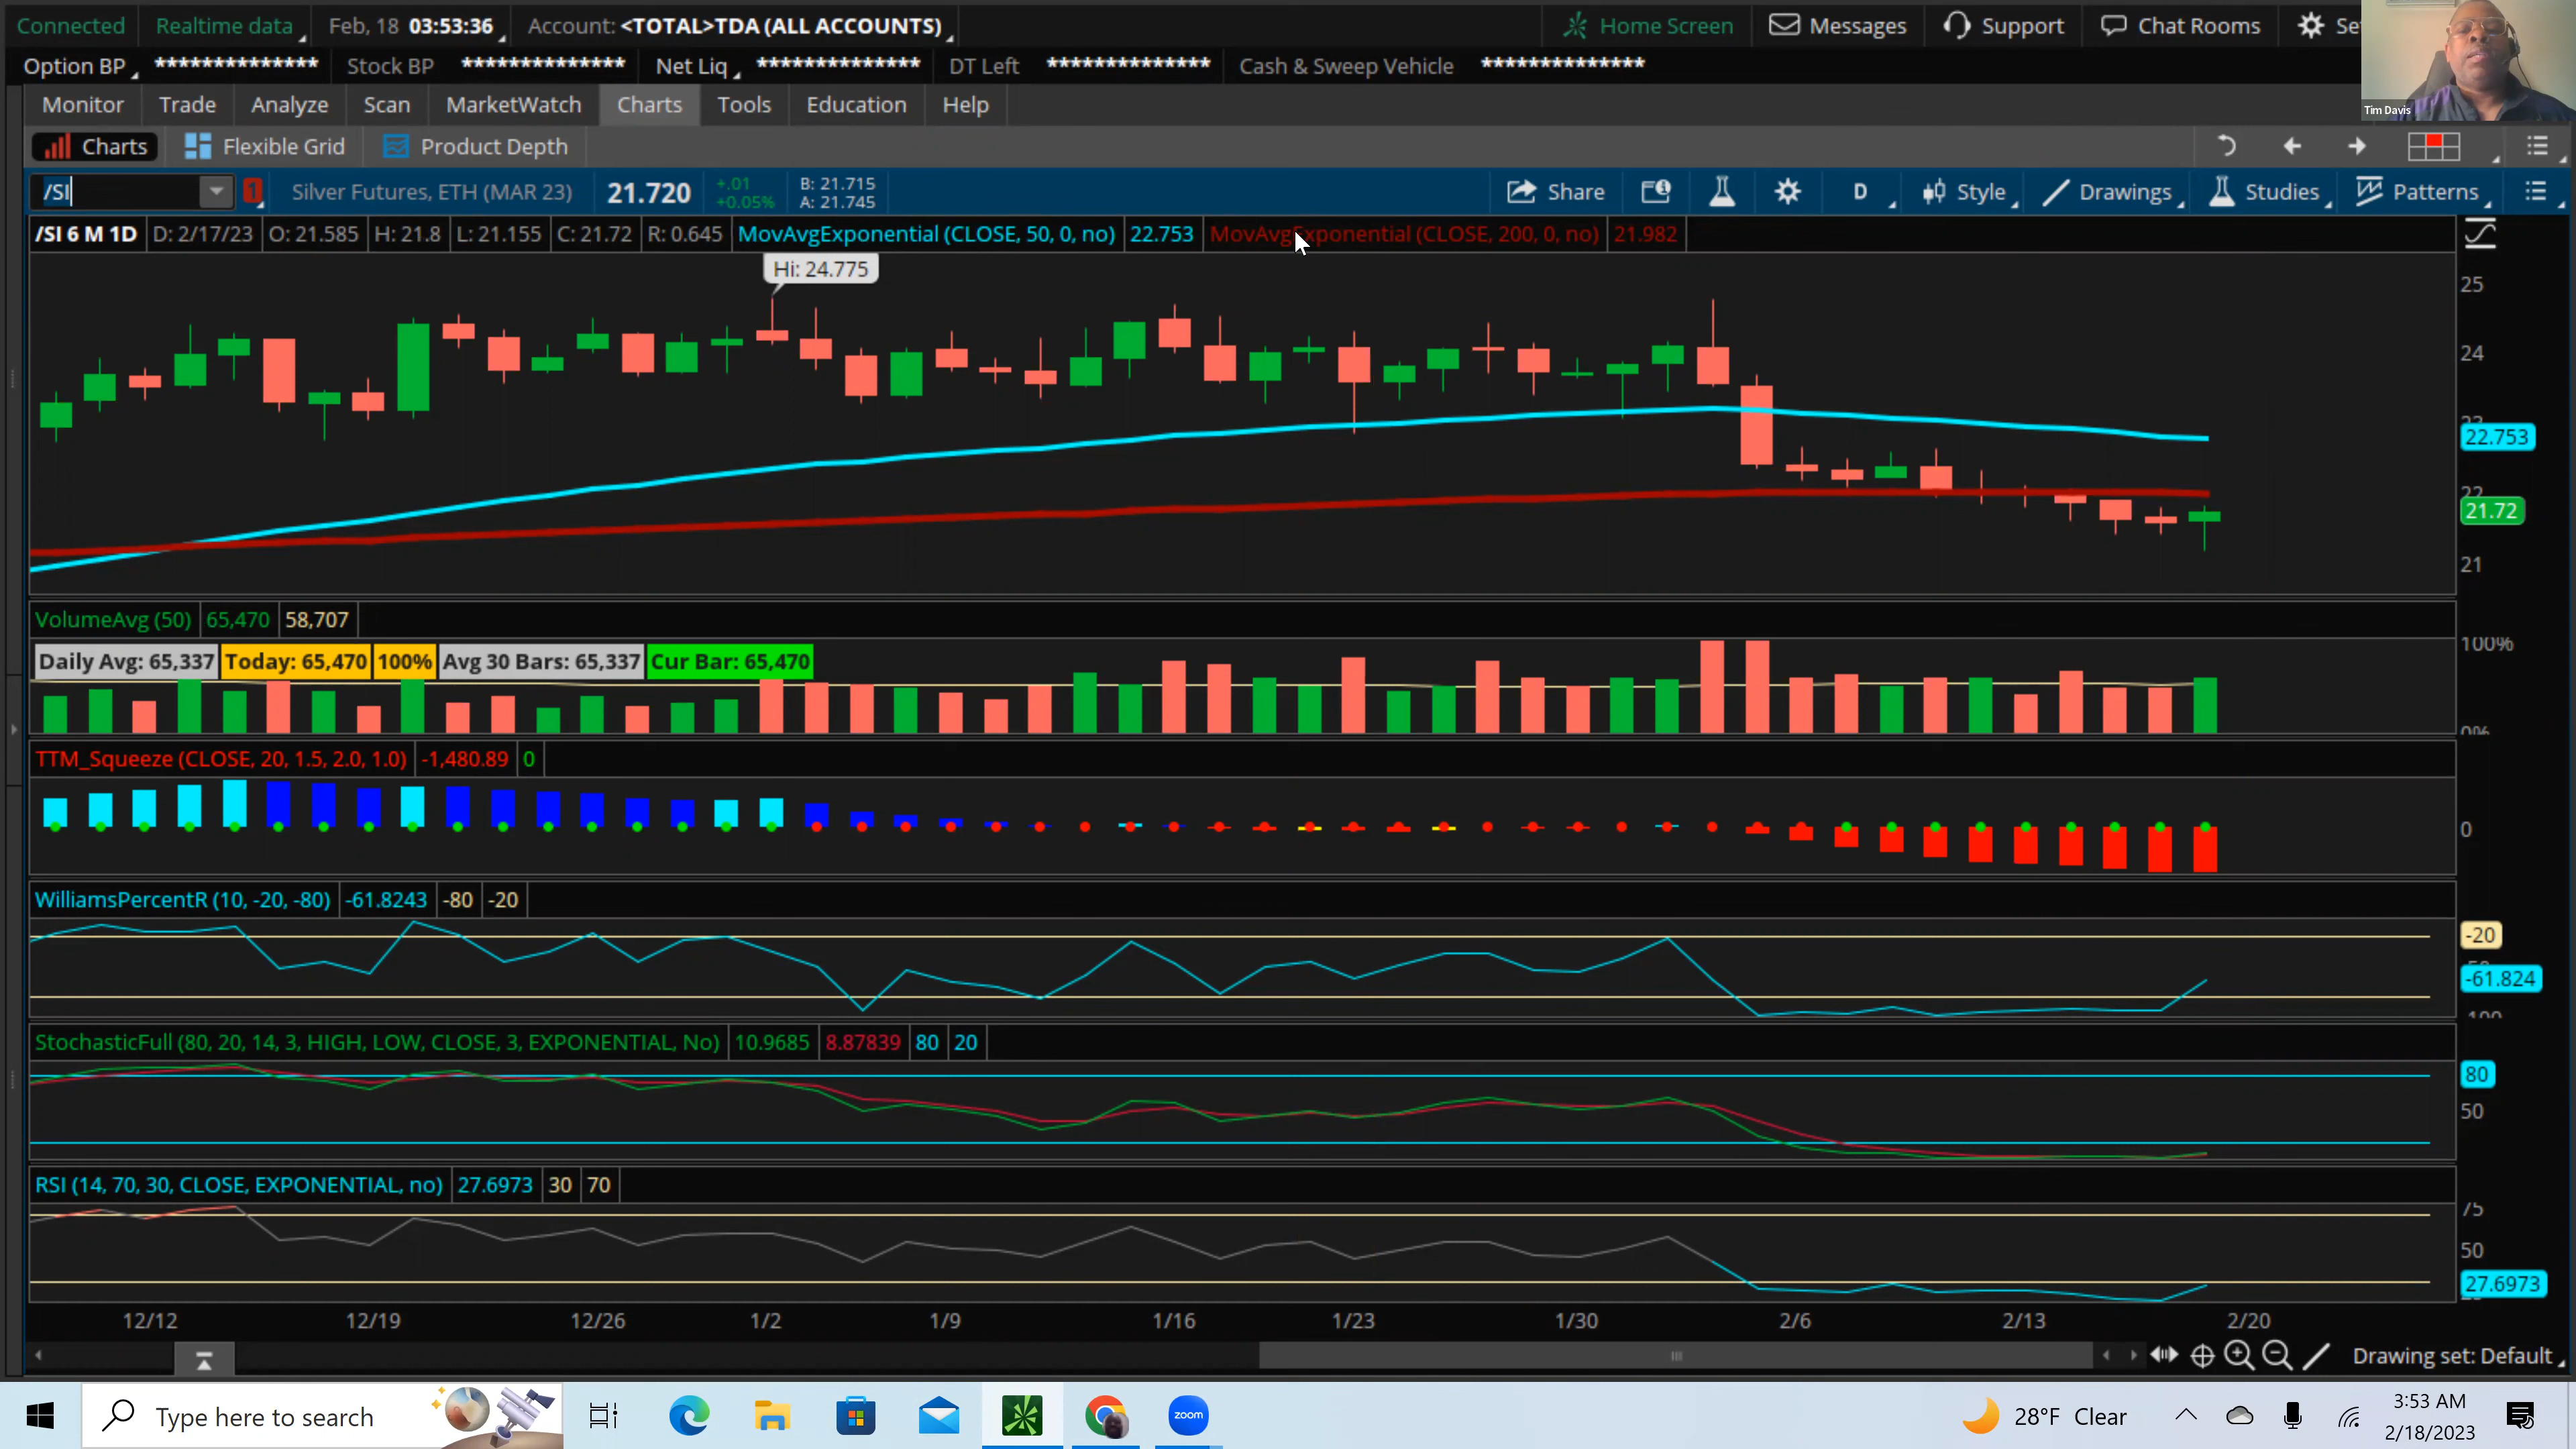 Connected Realtime data Feb, 18 03:53:36 Account: <TOTAL>TDA (ALL ACCOUNTS) Home Screen Messages Support Chat Rooms
Option BP ************** Stock BP ************** Net Liq ************** DT Left ************** Cash & Sweep Vehicle **************
Tim Davis
Monitor Trade Analyze Scan MarketWatch Charts Tools Education Help
Charts Flexible Grid Product Depth
/SI 1 Silver Futures, ETH (MAR 23) 21.720 +.01 B: 21.715 Share D Style Drawings Studies Patterns
+0.05% A: 21.745
/SI 6 M 1D D: 2/17/23 O: 21.585 H: 21.8 L: 21.155 C: 21.72 R: 0.645 MovAvgExponential (CLOSE, 50, 0, no) 22.753 MovAvgExponential (CLOSE, 200, 0, no) 21.982
Hi: 24.775
25
24
22.753
22
21.72
21
VolumeAvg (50) 65,470 58,707
Daily Avg: 65,337 Today: 65,470 100% Avg 30 Bars: 65,337 Cur Bar: 65,470
100%
0%
TTM_Squeeze (CLOSE, 20, 1.5, 2.0, 1.0) -1,480.89 0
0
WilliamsPercentR (10, -20, -80) -61.8243 -80 -20
-20
-61.824
StochasticFull (80, 20, 14, 3, HIGH, LOW, CLOSE, 3, EXPONENTIAL, No) 10.9685 8.87839 80 20
80
50
RSI (14, 70, 30, CLOSE, EXPONENTIAL, no) 27.6973 30 70
75
50
27.6973
12/12 12/19 12/26 1/2 1/9 1/16 1/23 1/30 2/6 2/13 2/20
Drawing set: Default
Type here to search zoom 28°F Clear 3:53 AM
2/18/2023